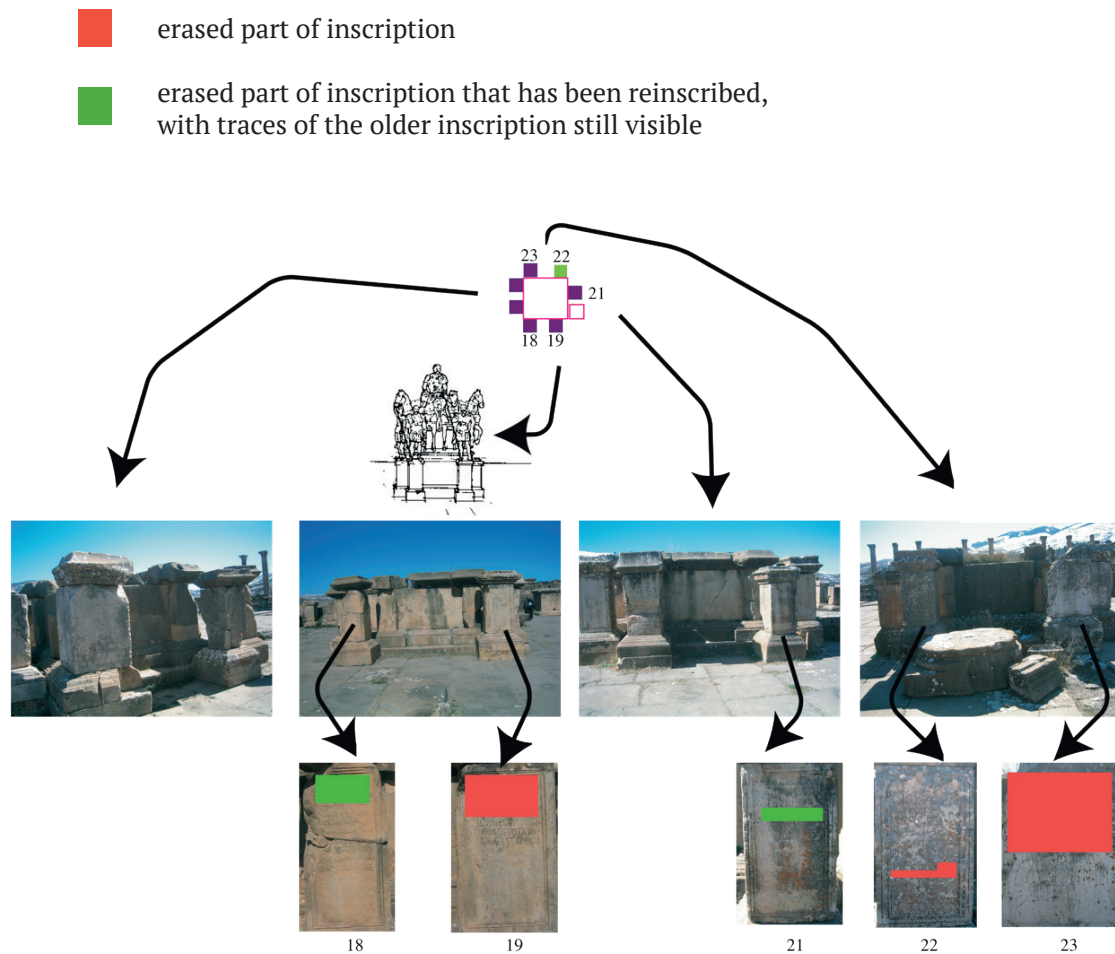 erased part of inscription
erased part of inscription that has been reinscribed,
with traces of the older inscription still visible
23 22
21
18 19
18 19 21 22 23